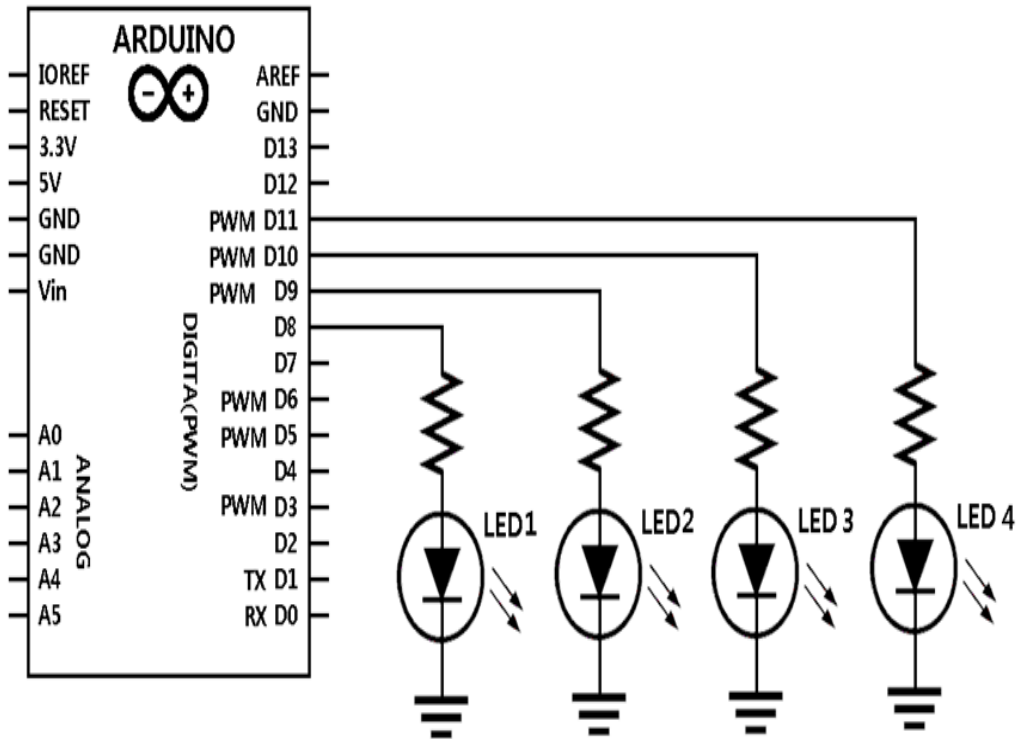 ARDUINO
IOREF
RESET
3.3V
5V
GND
GND
Vin
A0
A1
A2
A3
A4
A5
ANALOG
DIGITA(PWM)
AREF
GND
D13
D12
PWM D11
PWM D10
PWM D9
D8
D7
PWM D6
PWM D5
D4
PWM D3
D2
TX D1
RX D0
LED1
LED2
LED 3
LED 4